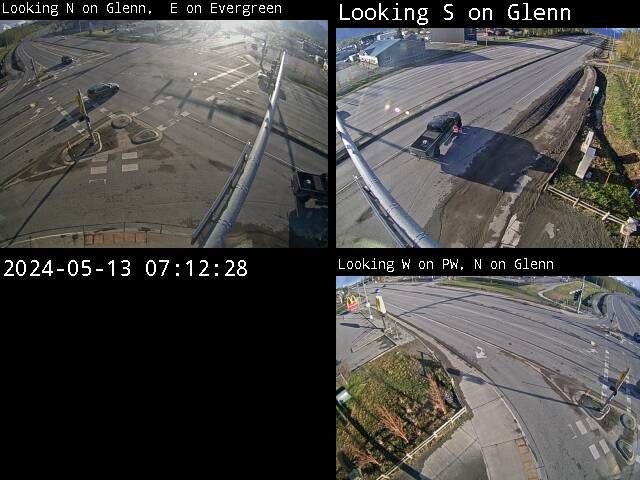 Looking N on Glenn,  E on Evergreen
Looking S on Glenn
2024-05-13 07:12:28
Looking W on PW, N on Glenn